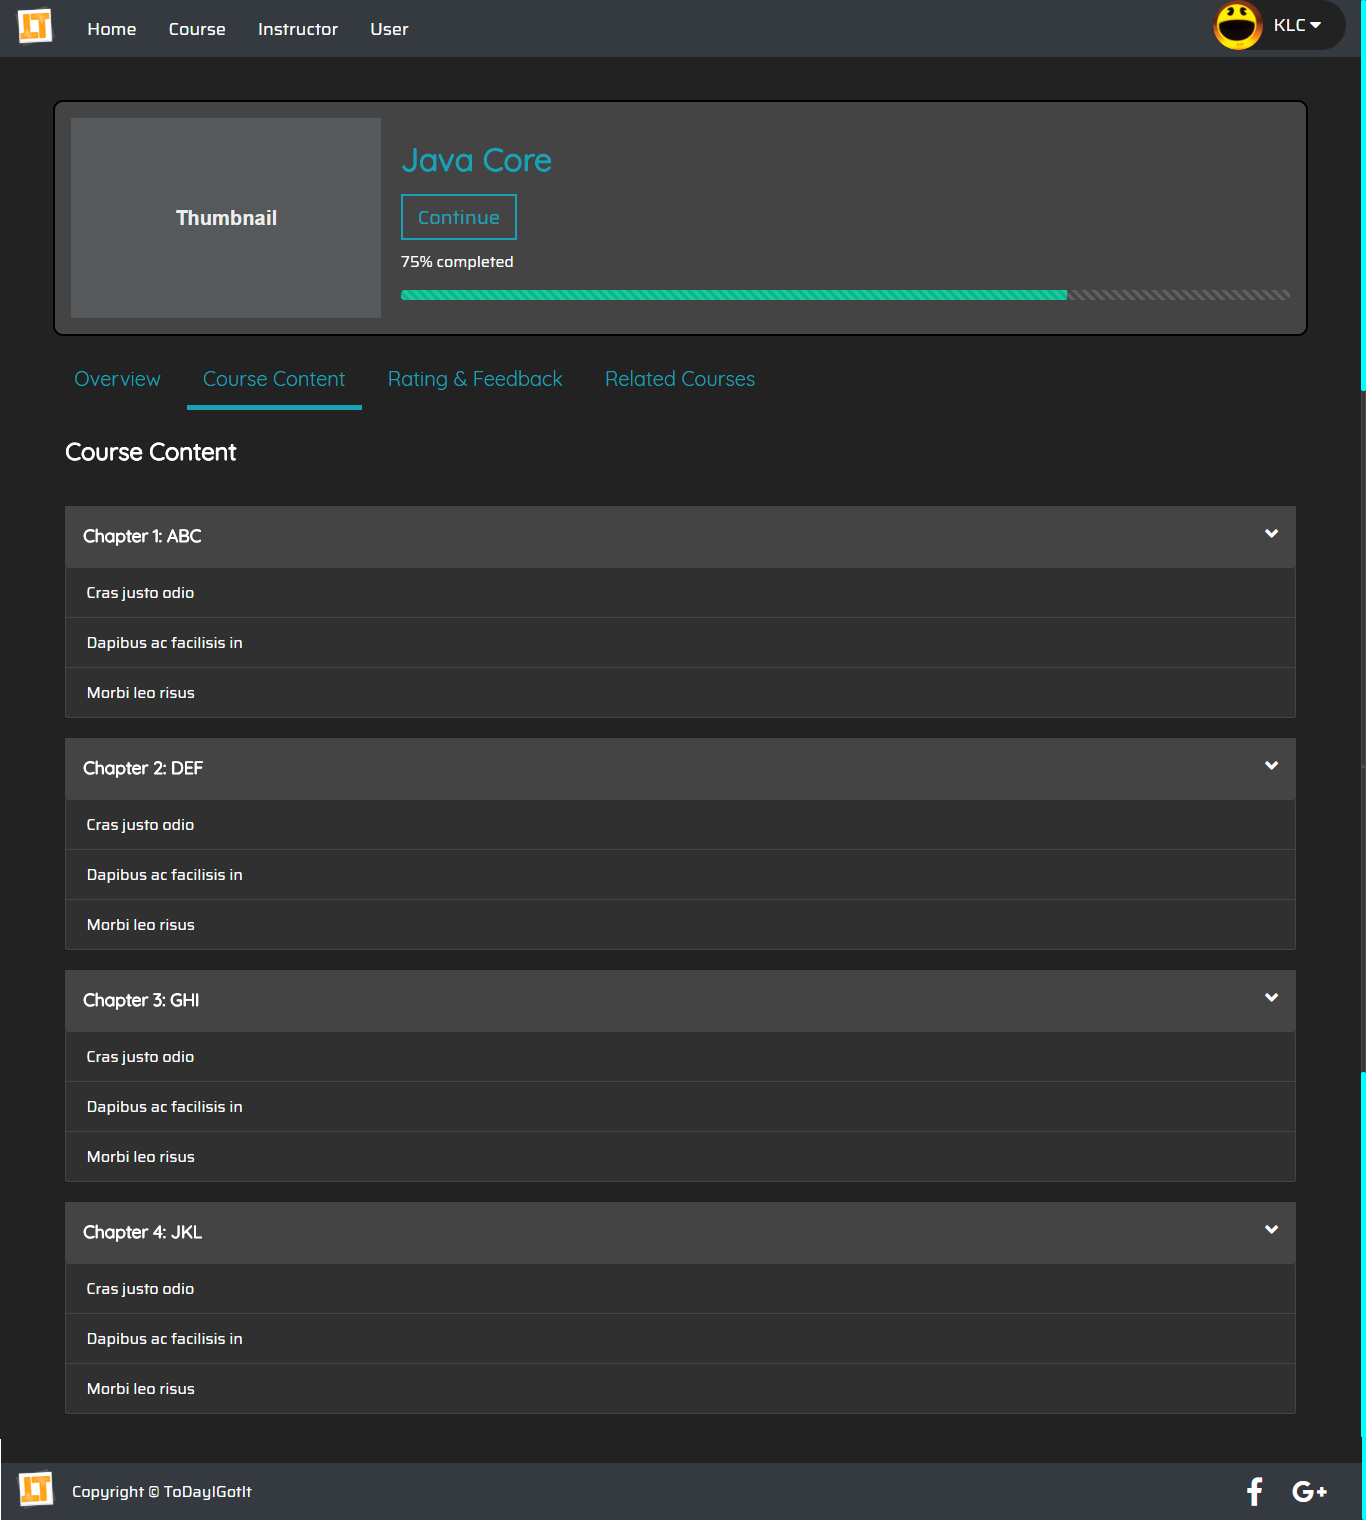 LT Home Course Instructor User KLC
Thumbnail
Java Core
Continue
75% completed
Overview Course Content Rating & Feedback Related Courses
Course Content
Chapter 1: ABC
Cras justo odio
Dapibus ac facilisis in
Morbi leo risus
Chapter 2: DEF
Cras justo odio
Dapibus ac facilisis in
Morbi leo risus
Chapter 3: GHI
Cras justo odio
Dapibus ac facilisis in
Morbi leo risus
Chapter 4: JKL
Cras justo odio
Dapibus ac facilisis in
Morbi leo risus
LT Copyright © ToDayIGotIt f G+